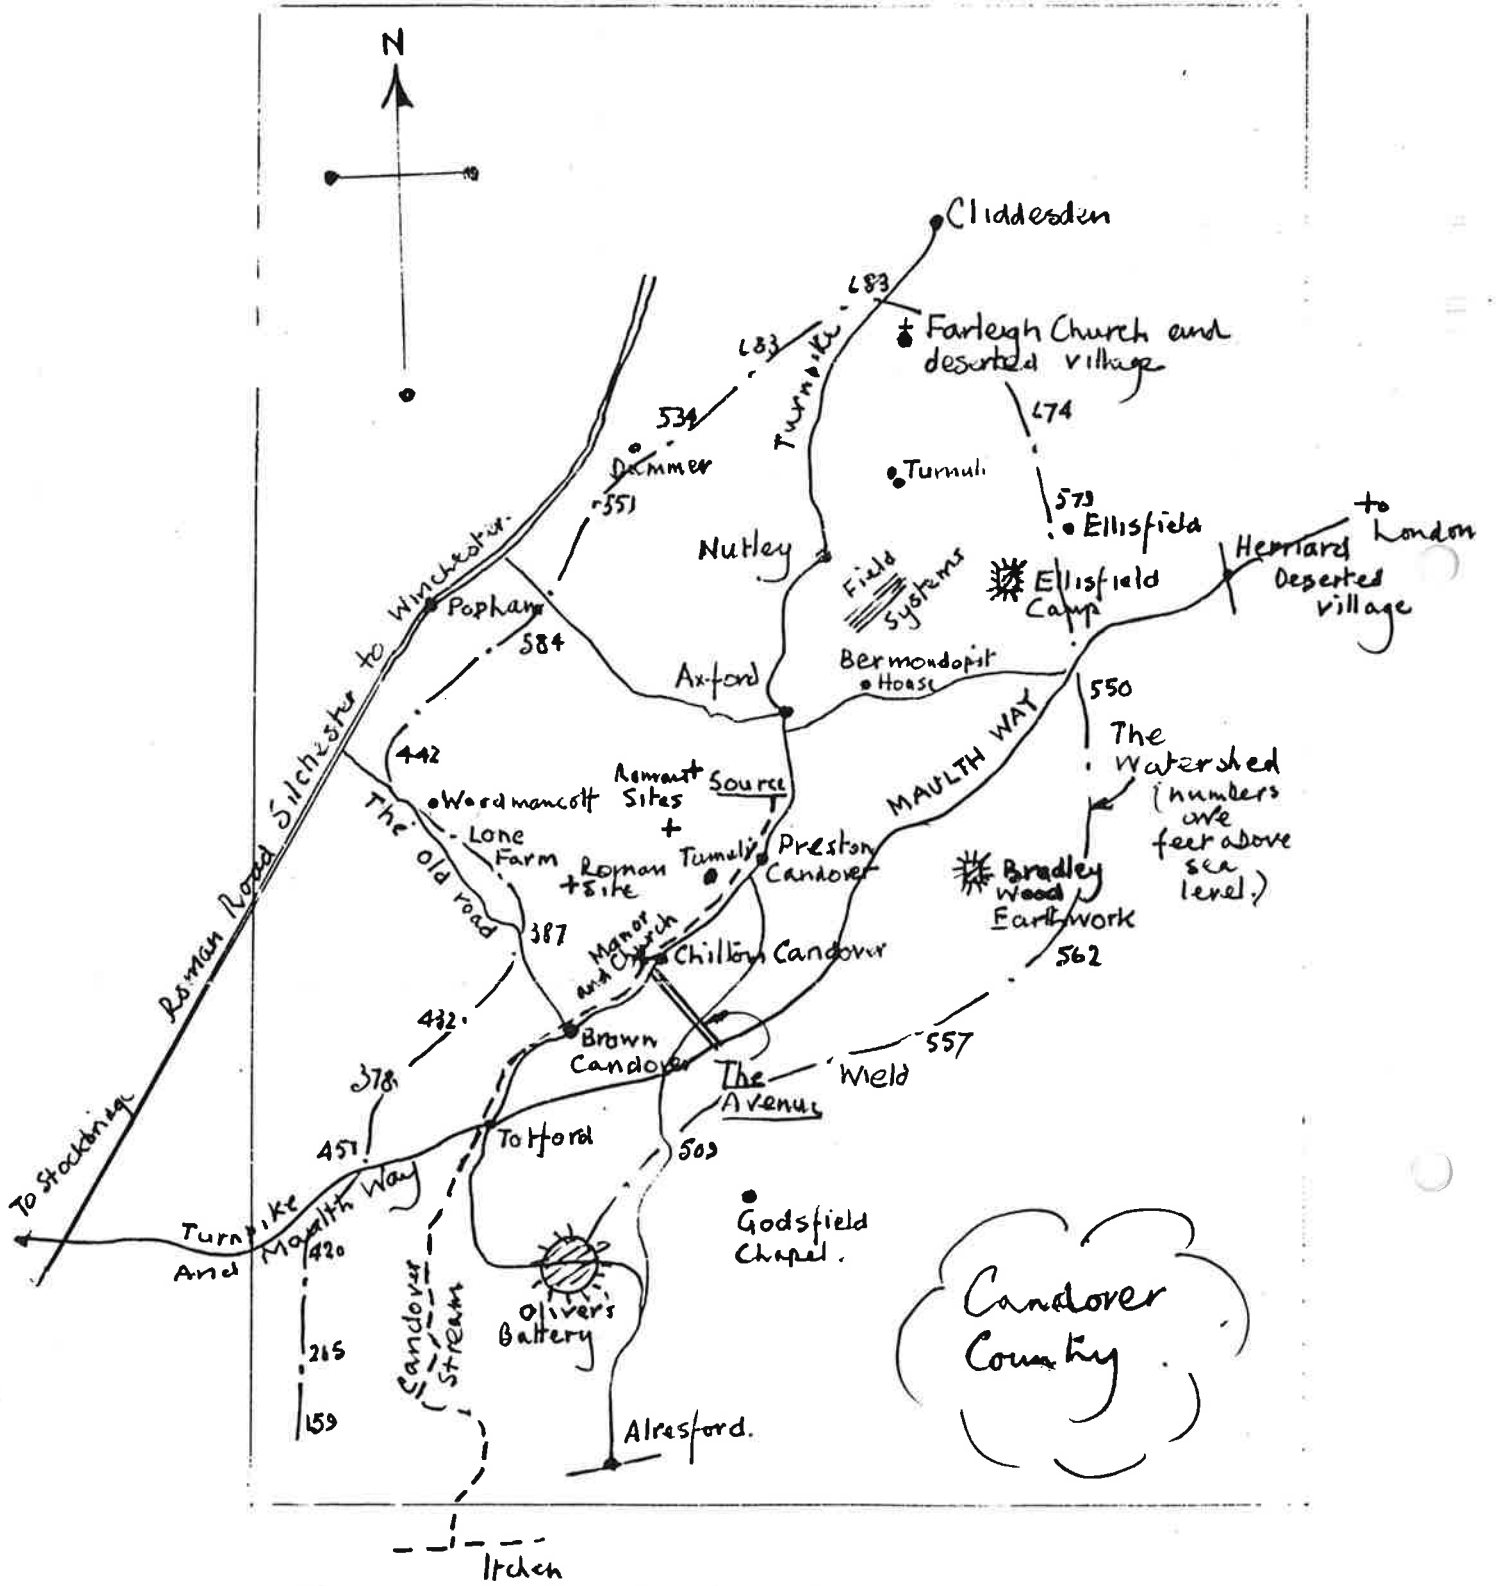 N
Cliddesden
683
Farleigh Church and
deserted village
683
Turnpike
534
674
Dummer
Tumuli
551
579
Ellisfield
to
London
Nutley
Herriard
Deserted
village
Field
Systems
Ellisfield
Camp
Roman Road Silchester to Winchester.
Popham
584
Bermondspit
House
Axford
550
MAULTH WAY
The
Watershed
(numbers
are
feet above
sea
level.)
442
Roman
Sites
Source
Woodmancott
The old road
Lone
Farm
Roman
Site
Tumuli
Preston
Candover
Bradley
Wood
Earthwork
387
Manor
and Church
Chilton Candover
562
432
Brown
Candover
557
Wield
The
Avenue
378
To Stockbridge
Totford
451
509
Turnpike
And Maulth Way
420
Godsfield
Chapel.
Oliver's
Battery
Candover
Stream
265
159
Candover
Country
Alresford.
Itchen